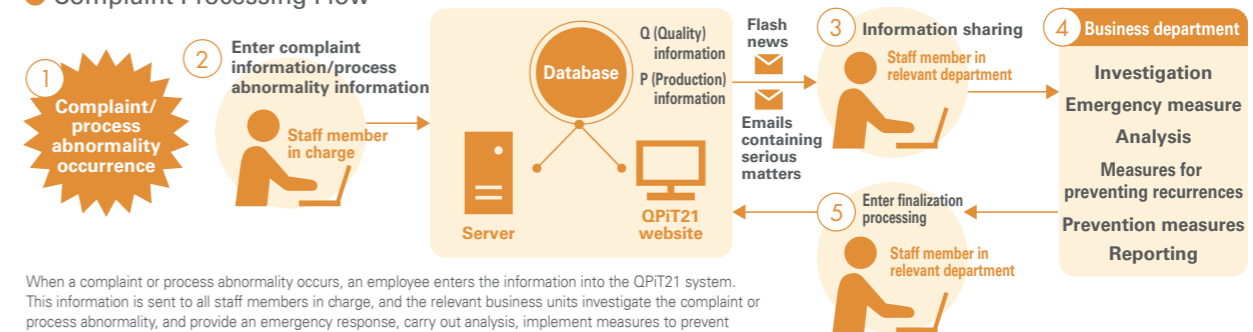 Complaint Processing Flow
1
Complaint/
process
abnormality
occurrence
2
Enter complaint
information/process
abnormality information
Staff member
in charge
Database
Q (Quality)
information
P (Production)
information
Server
QPiT21
website
Flash
news
Emails
containing
serious
matters
3 Information sharing
Staff member in
relevant department
4 Business department
Investigation
Emergency measure
Analysis
Measures for
preventing recurrences
Prevention measures
Reporting
5 Enter finalization
processing
Staff member in
relevant department
When a complaint or process abnormality occurs, an employee enters the information into the QPiT21 system.
This information is sent to all staff members in charge, and the relevant business units investigate the complaint or
process abnormality, and provide an emergency response, carry out analysis, implement measures to prevent